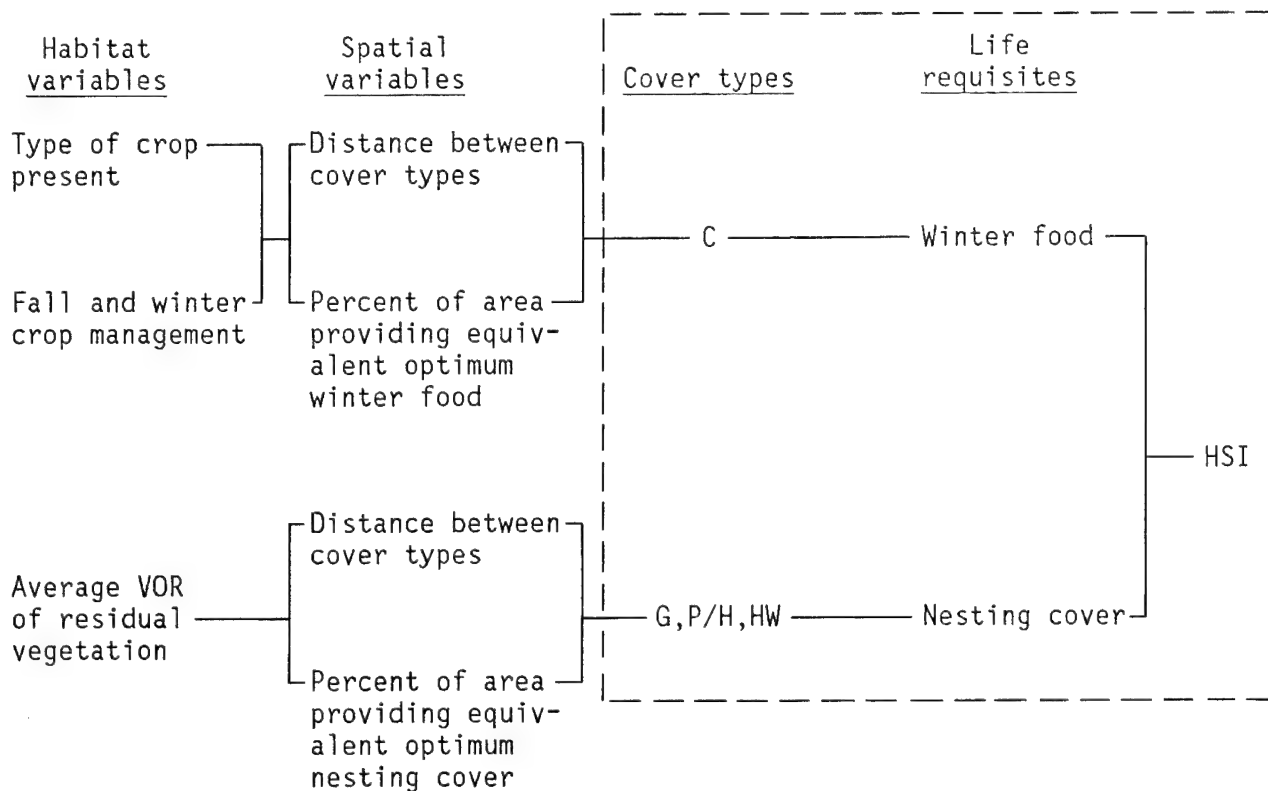 Habitat
variables
Spatial
variables
Cover types
Life
requisites
Type of crop
present
Fall and winter
crop management
Distance between
cover types
Percent of area
providing equiv-
alent optimum
winter food
C
Winter food
HSI
Average VOR
of residual
vegetation
Distance between
cover types
Percent of area
providing equiv-
alent optimum
nesting cover
G,P/H,HW
Nesting cover